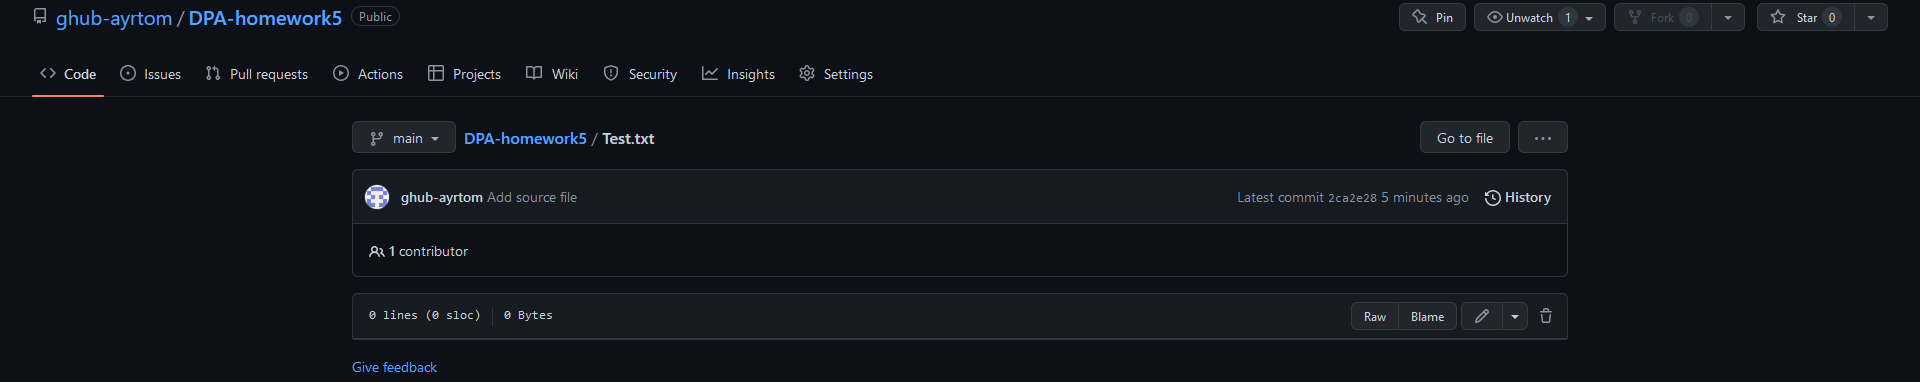 ghub-ayrtom / DPA-homework5 Public Pin Unwatch 1 Fork 0 Star 0
Code Issues Pull requests Actions Projects Wiki Security Insights Settings
main DPA-homework5 / Test.txt Go to file ...
ghub-ayrtom Add source file Latest commit 2ca2e28 5 minutes ago History
1 contributor
0 lines (0 sloc) 0 Bytes Raw Blame
Give feedback